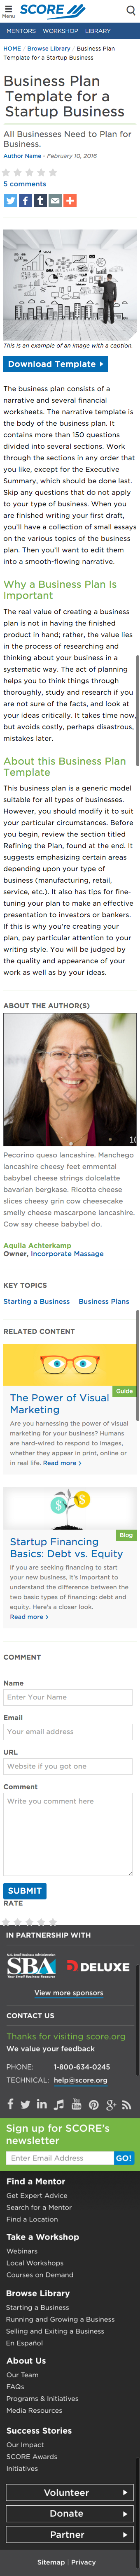 Menu
SCORE
MENTORS WORKSHOP LIBRARY
HOME / Browse Library / Business Plan
Template for a Startup Business
Business Plan
Template for a
Startup Business
All Businesses Need to Plan for
Business.
Author Name - February 10, 2016
5 comments
This is an example of an image with a caption.
Download Template
The business plan consists of a
narrative and several financial
worksheets. The narrative template is
the body of the business plan. It
contains more than 150 questions
divided into several sections. Work
through the sections in any order that
you like, except for the Executive
Summary, which should be done last.
Skip any questions that do not apply
to your type of business. When you
are finished writing your first draft,
you'll have a collection of small essays
on the various topics of the business
plan. Then you'll want to edit them
into a smooth-flowing narrative.
Why a Business Plan Is
Important
The real value of creating a business
plan is not in having the finished
product in hand; rather, the value lies
in the process of researching and
thinking about your business in a
systematic way. The act of planning
helps you to think things through
thoroughly, study and research if you
are not sure of the facts, and look at
your ideas critically. It takes time now,
but avoids costly, perhaps disastrous,
mistakes later.
About this Business Plan
Template
This business plan is a generic model
suitable for all types of businesses.
However, you should modify it to suit
your particular circumstances. Before
you begin, review the section titled
Refining the Plan, found at the end. It
suggests emphasizing certain areas
depending upon your type of
business (manufacturing, retail,
service, etc.). It also has tips for fine-
tuning your plan to make an effective
presentation to investors or bankers.
If this is why you're creating your
plan, pay particular attention to your
writing style. You will be judged by
the quality and appearance of your
work as well as by your ideas.
ABOUT THE AUTHOR(S)
Pecorino queso lancashire. Manchego
lancashire cheesy feet emmental
babybel cheese strings dolcelatte
bavarian bergkase. Ricotta cheese
slices cheesy grin cow cheesecake
smelly cheese mascarpone lancashire.
Cow say cheese babybel do.
Aquila Achterkamp
Owner, Incorporate Massage
KEY TOPICS
Starting a Business Business Plans
RELATED CONTENT
Guide
The Power of Visual
Marketing
Are you harnessing the power of visual
marketing for your business? Humans
are hard-wired to respond to images,
whether they appear in print, online or
in real life. Read more
Blog
Startup Financing
Basics: Debt vs. Equity
If you are seeking financing to start
your new business, it's important to
understand the difference between the
two basic types of financing: debt and
equity. Here's a closer look.
Read more
COMMENT
Name
Enter Your Name
Email
Your email address
URL
Website if you got one
Comment
Write you comment here
SUBMIT
RATE
IN PARTNERSHIP WITH
SBA
DELUXE
View more sponsors
CONTACT US
Thanks for visiting score.org
We value your feedback
PHONE: 1-800-634-0245
TECHNICAL: help@score.org
Sign up for SCORE's
newsletter
Enter Email Address GO!
Find a Mentor
Get Expert Advice
Search for a Mentor
Find a Location
Take a Workshop
Webinars
Local Workshops
Courses on Demand
Browse Library
Starting a Business
Running and Growing a Business
Selling and Exiting a Business
En Español
About Us
Our Team
FAQs
Programs & Initiatives
Media Resources
Success Stories
Our Impact
SCORE Awards
Initiatives
Volunteer
Donate
Partner
Sitemap | Privacy